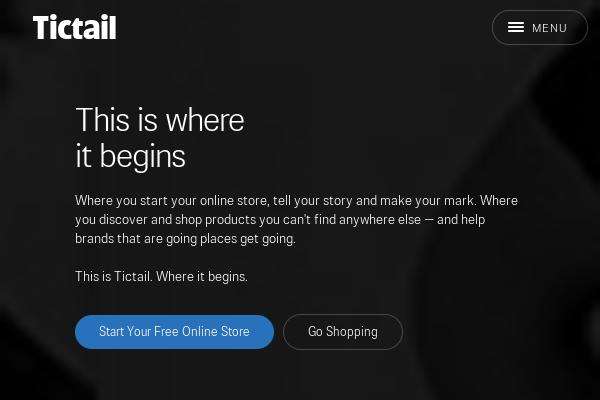 Tictail
MENU
This is where
it begins
Where you start your online store, tell your story and make your mark. Where
you discover and shop products you can't find anywhere else — and help
brands that are going places get going.
This is Tictail. Where it begins.
Start Your Free Online Store
Go Shopping